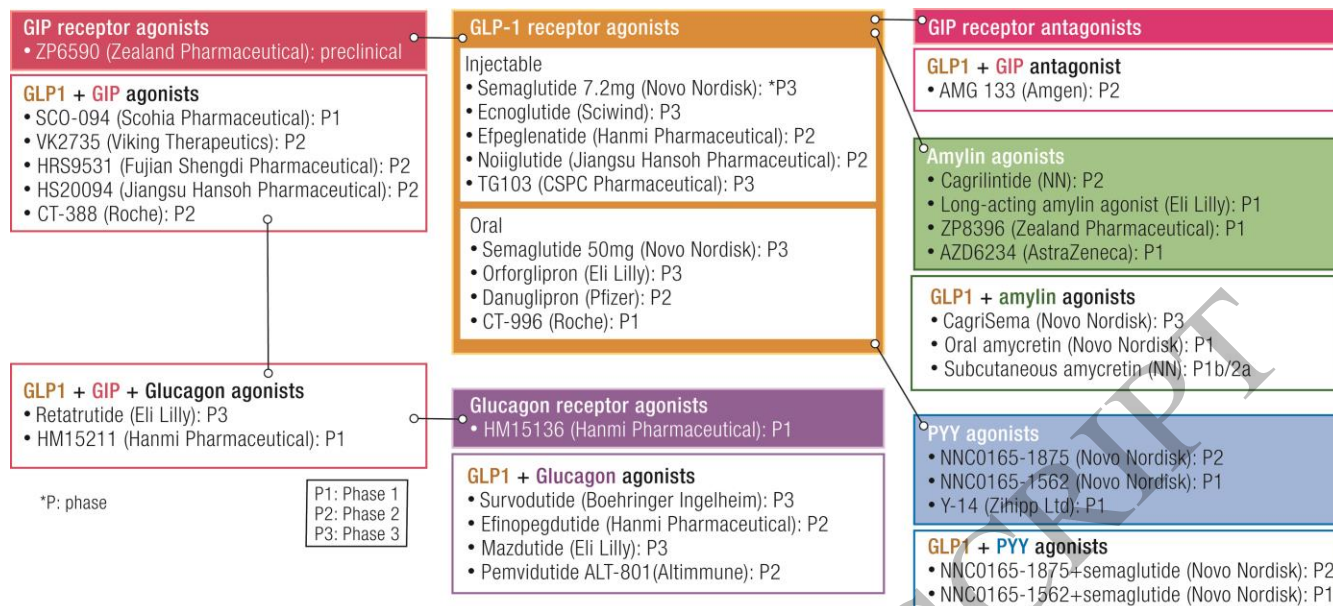 GIP receptor agonists
• ZP6590 (Zealand Pharmaceutical): preclinical
GLP1 + GIP agonists
• SCO-094 (Scohia Pharmaceutical): P1
• VK2735 (Viking Therapeutics): P2
• HRS9531 (Fujian Shengdi Pharmaceutical): P2
• HS20094 (Jiangsu Hansoh Pharmaceutical): P2
• CT-388 (Roche): P2
GLP1 + GIP + Glucagon agonists
• Retatrutide (Eli Lilly): P3
• HM15211 (Hanmi Pharmaceutical): P1
*P: phase
P1: Phase 1
P2: Phase 2
P3: Phase 3
GLP-1 receptor agonists
Injectable
• Semaglutide 7.2mg (Novo Nordisk): *P3
• Ecnoglutide (Sciwind): P3
• Efpeglenatide (Hanmi Pharmaceutical): P2
• Noiiglutide (Jiangsu Hansoh Pharmaceutical): P2
• TG103 (CSPC Pharmaceutical): P3
Oral
• Semaglutide 50mg (Novo Nordisk): P3
• Orforglipron (Eli Lilly): P3
• Danuglipron (Pfizer): P2
• CT-996 (Roche): P1
Glucagon receptor agonists
• HM15136 (Hanmi Pharmaceutical): P1
GLP1 + Glucagon agonists
• Survodutide (Boehringer Ingelheim): P3
• Efinopegdutide (Hanmi Pharmaceutical): P2
• Mazdutide (Eli Lilly): P3
• Pemvidutide ALT-801(Altimmune): P2
GIP receptor antagonists
GLP1 + GIP antagonist
• AMG 133 (Amgen): P2
Amylin agonists
• Cagrilintide (NN): P2
• Long-acting amylin agonist (Eli Lilly): P1
• ZP8396 (Zealand Pharmaceutical): P1
• AZD6234 (AstraZeneca): P1
GLP1 + amylin agonists
• CagriSema (Novo Nordisk): P3
• Oral amycretin (Novo Nordisk): P1
• Subcutaneous amycretin (NN): P1b/2a
PYY agonists
• NNC0165-1875 (Novo Nordisk): P2
• NNC0165-1562 (Novo Nordisk): P1
• Y-14 (Zihipp Ltd): P1
GLP1 + PYY agonists
• NNC0165-1875+semaglutide (Novo Nordisk): P2
• NNC0165-1562+semaglutide (Novo Nordisk): P1
CRIPT